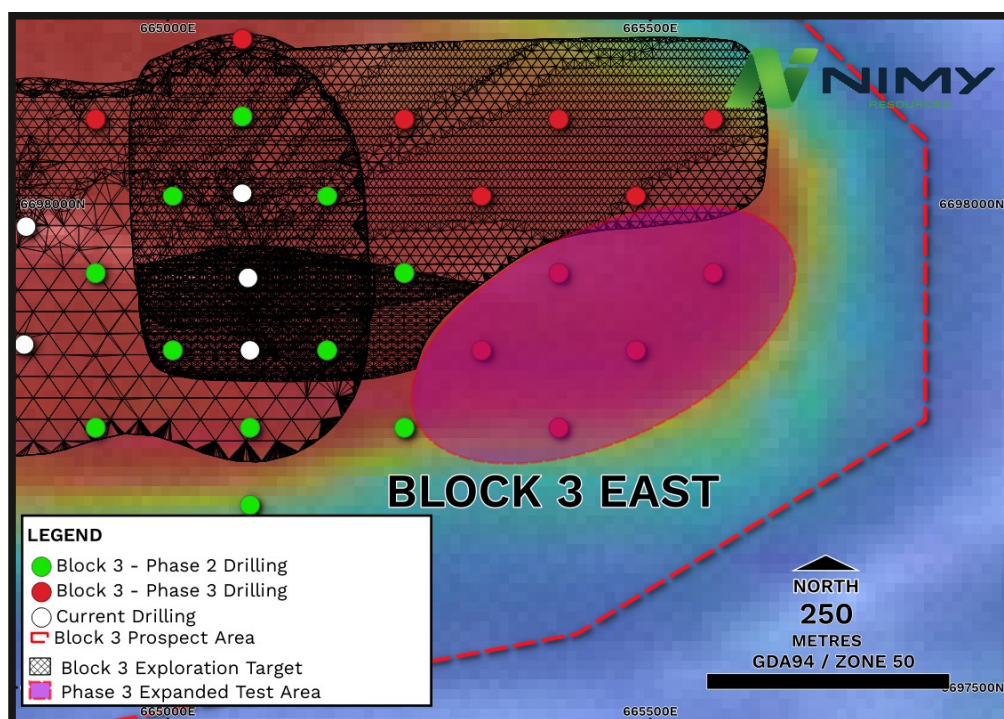 665000E
665500E
NIMY
RESOURCES
6698000N
6698000N
BLOCK 3 EAST
LEGEND
Block 3 - Phase 2 Drilling
Block 3 - Phase 3 Drilling
Current Drilling
Block 3 Prospect Area
Block 3 Exploration Target
Phase 3 Expanded Test Area
NORTH
250
METRES
GDA94 / ZONE 50
6697500N
665000E
665500E